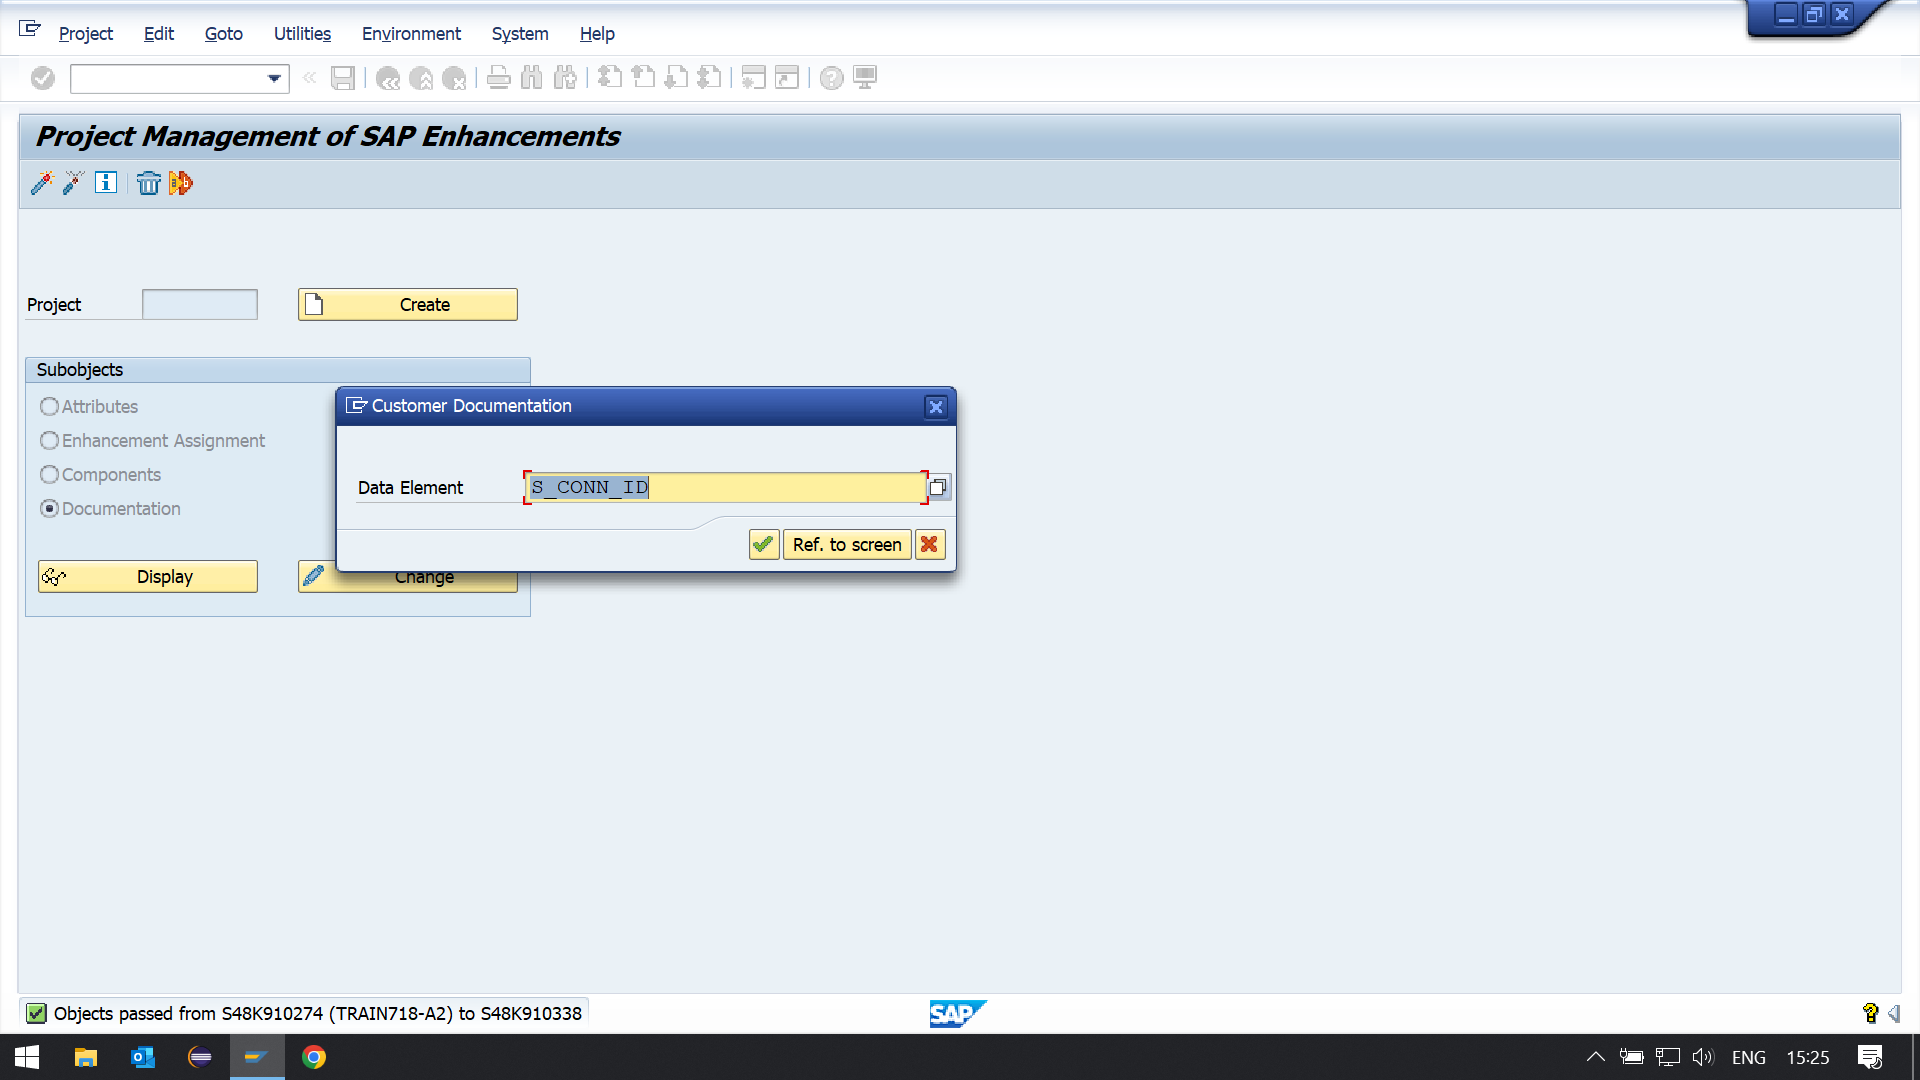 Project Edit Goto Utilities Environment System Help
Project Management of SAP Enhancements
Project
Create
Subobjects
Attributes
Enhancement Assignment
Components
Documentation
Display
Change
Customer Documentation
Data Element S_CONN_ID
Ref. to screen
Objects passed from S48K910274 (TRAIN718-A2) to S48K910338
SAP
ENG 15:25